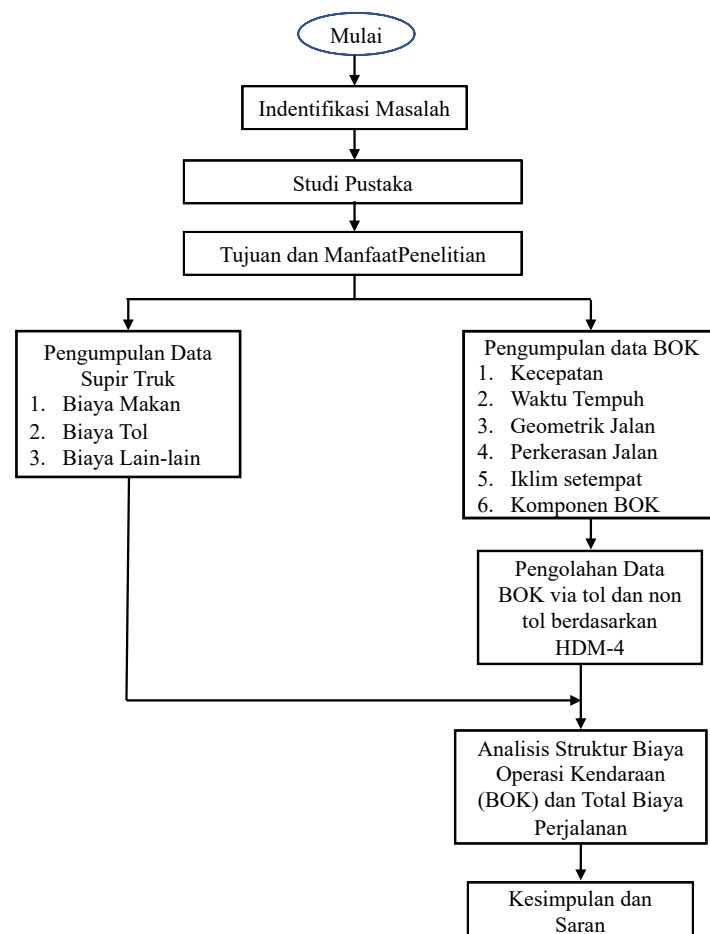 Mulai
Indentifikasi Masalah
Studi Pustaka
Tujuan dan ManfaatPenelitian
Pengumpulan Data
Supir Truk
1. Biaya Makan
2. Biaya Tol
3. Biaya Lain-lain
Pengumpulan data BOK
1. Kecepatan
2. Waktu Tempuh
3. Geometrik Jalan
4. Perkerasan Jalan
5. Iklim setempat
6. Komponen BOK
Pengolahan Data
BOK via tol dan non
tol berdasarkan
HDM-4
Analisis Struktur Biaya
Operasi Kendaraan
(BOK) dan Total Biaya
Perjalanan
Kesimpulan dan
Saran